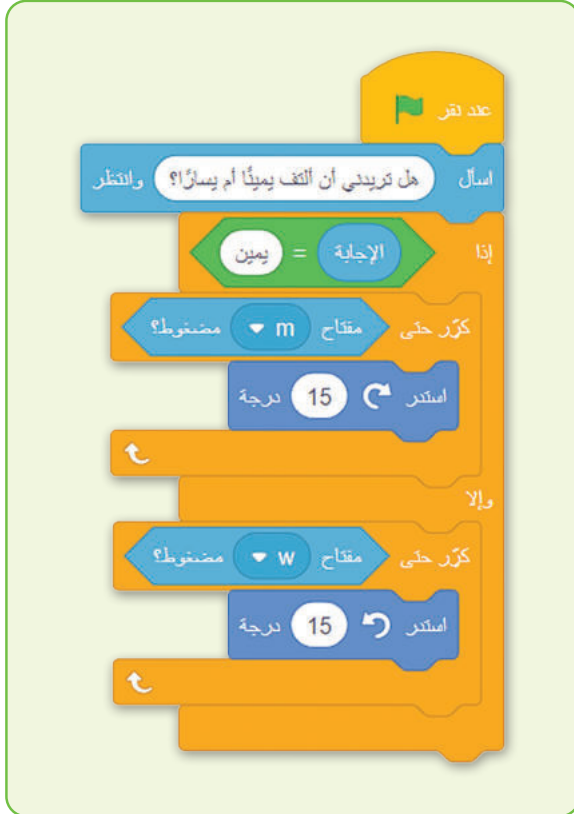 عند نقر
اسأل هل تريدني أن ألتف يمينًا أم يسارًا؟ وانتظر
إذا الإجابة = يمين
كرّر حتى مفتاح m مضغوط؟
استدر 15 درجة
وإلا
كرّر حتى مفتاح w مضغوط؟
استدر 15 درجة